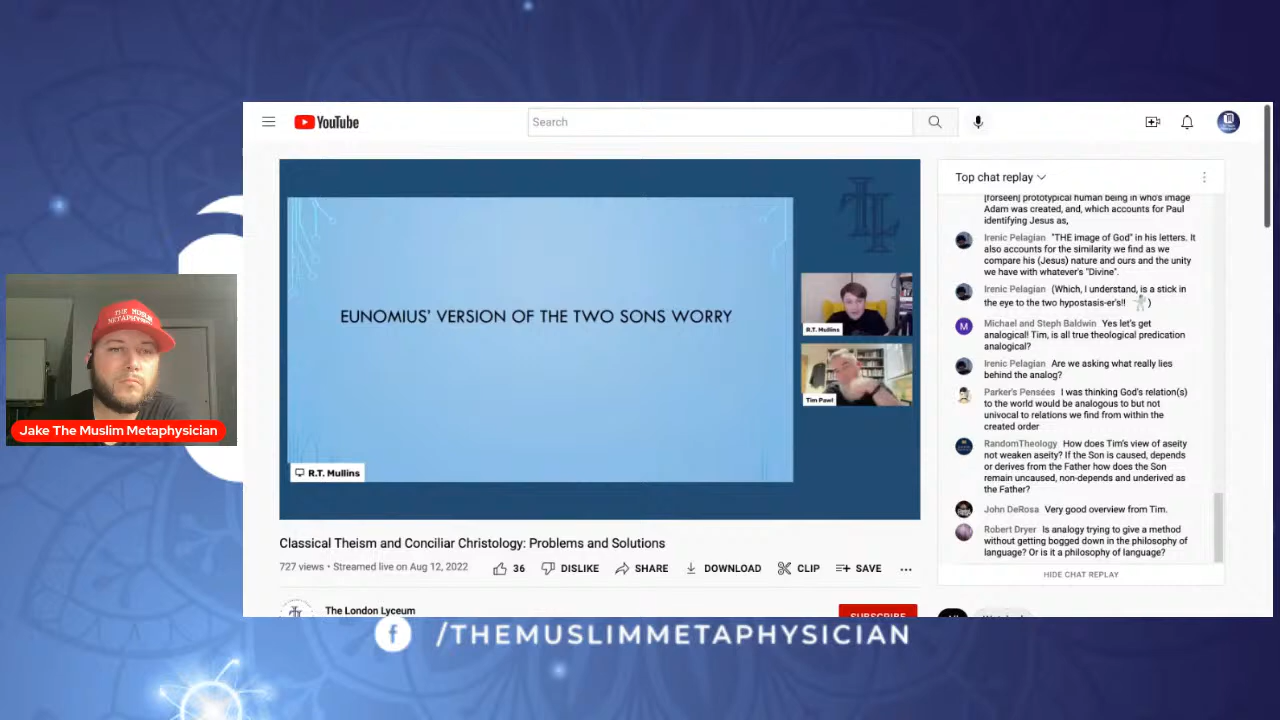 YouTube
Search
Top chat replay
[forseen] prototypical human being in who's image
Adam was created, and, which accounts for Paul
identifying Jesus as,
Irenic Pelagian "THE image of God" in his letters. It
also accounts for the similarity we find as we
compare his (Jesus) nature and ours and the unity
we have with whatever's "Divine".
Irenic Pelagian (Which, I understand, is a stick in
the eye to the two hypostasis-er's!! )
M Michael and Steph Baldwin Yes let's get
analogical! Tim, is all true theological predication
analogical?
Irenic Pelagian Are we asking what really lies
behind the analog?
Parker's Pensées I was thinking God's relation(s)
to the world would be analogous to but not
univocal to relations we find from within the
created order
RandomTheology How does Tim's view of aseity
not weaken aseity? If the Son is caused, depends
or derives from the Father how does the Son
remain uncaused, non-depends and underived as
the Father?
John DeRosa Very good overview from Tim.
Robert Dryer Is analogy trying to give a method
without getting bogged down in the philosophy of
language? Or is it a philosophy of language?
HIDE CHAT REPLAY
EUNOMIUS' VERSION OF THE TWO SONS WORRY
R.T. Mullins
R.T. Mullins
Tim Pawl
THE MUSLIM
METAPHYSICIAN
Jake The Muslim Metaphysician
Classical Theism and Conciliar Christology: Problems and Solutions
727 views • Streamed live on Aug 12, 2022
36
DISLIKE
SHARE
DOWNLOAD
CLIP
SAVE
The London Lyceum
SUBSCRIBE
/THEMUSLIMMETAPHYSICIAN